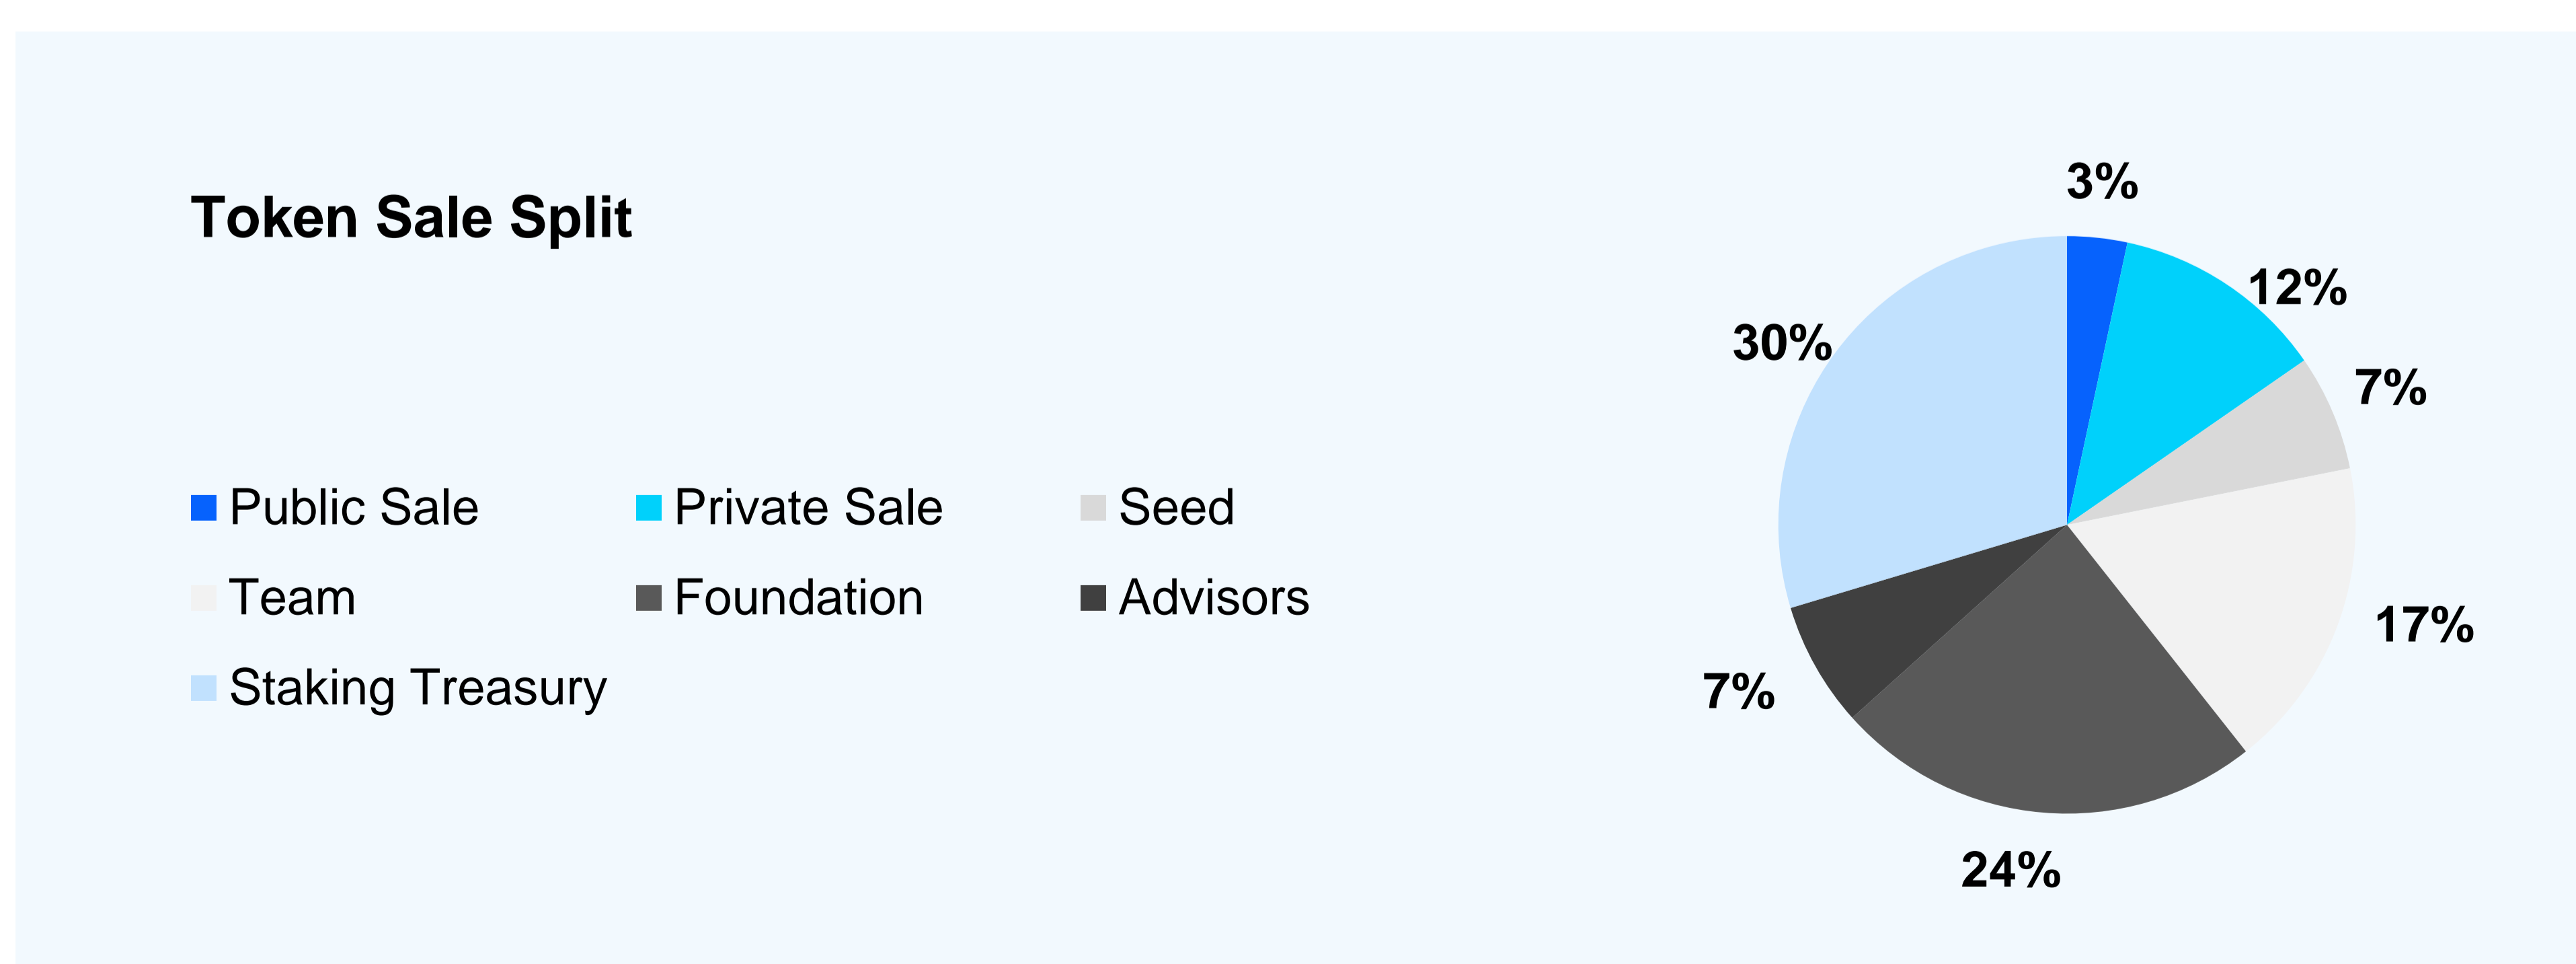 Token Sale Split
Public Sale
Private Sale
Seed
Team
Foundation
Advisors
Staking Treasury
3%
12%
7%
17%
24%
7%
30%